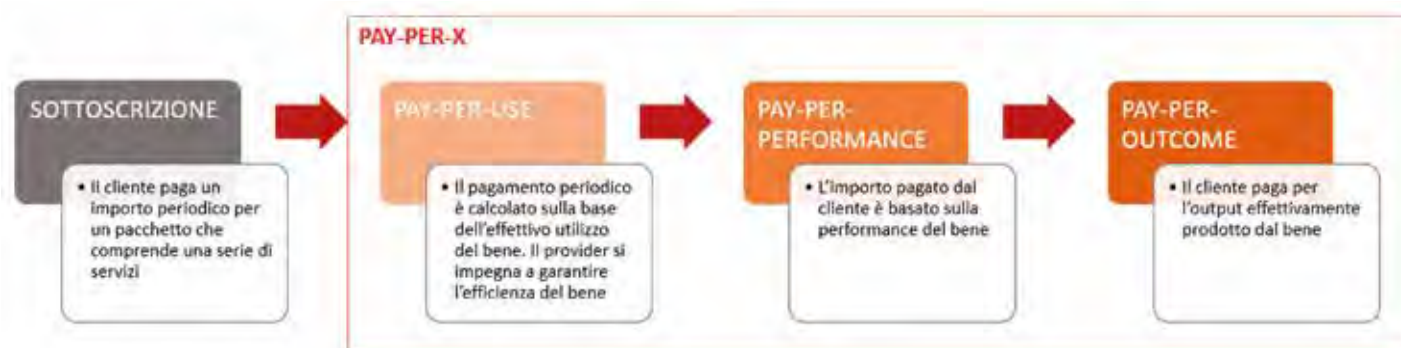 PAY-PER-X
SOTTOSCRIZIONE
• Il cliente paga un
importo periodico per
un pacchetto che
comprende una serie di
servizi
PAY-PER-USE
• Il pagamento periodico
è calcolato sulla base
dell'effettivo utilizzo
del bene. Il provider si
impegna a garantire
l'efficienza del bene
PAY-PER-
PERFORMANCE
• L'importo pagato dal
cliente è basato sulla
performance del bene
PAY-PER-
OUTCOME
• Il cliente paga per
l'output effettivamente
prodotto dal bene